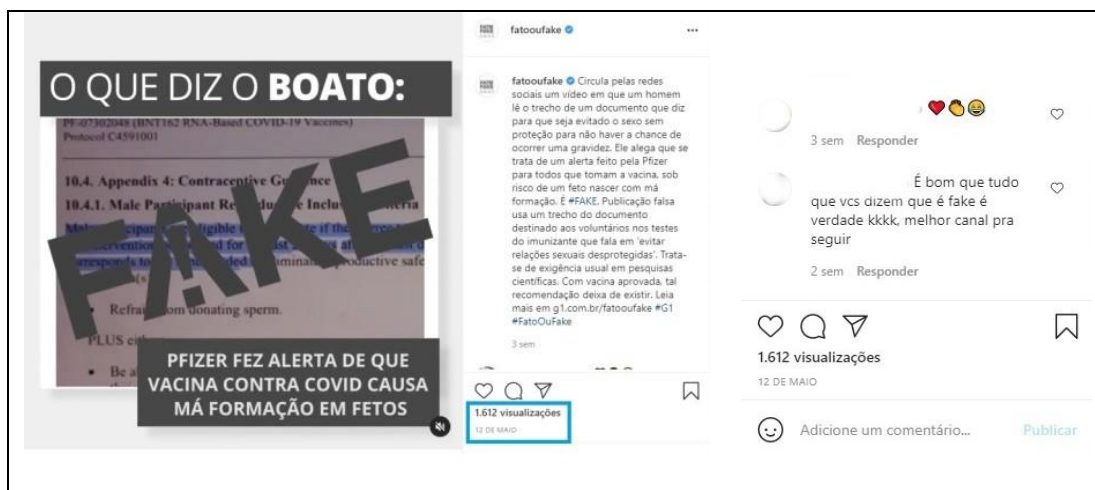 O QUE DIZ O BOATO:
PF-07302048 (BNT162 RNA-Based COVID-19 Vaccines)
Protocol C4591001
10.4. Appendix 4: Contraceptive Gu
10.4.1. Male Par
FAKE
Refrain from donating sperm.
PLUS
Be a
PFIZER FEZ ALERTA DE QUE
VACINA CONTRA COVID CAUSA
MÁ FORMAÇÃO EM FETOS
fatooufake
fatooufake Circula pelas redes
sociais um vídeo em que um homem
lê o trecho de um documento que diz
para que seja evitado o sexo sem
proteção para não haver a chance de
ocorrer uma gravidez. Ele alega que se
trata de um alerta feito pela Pfizer
para todos que tomam a vacina, sob
risco de um feto nascer com má
formação. É #FAKE. Publicação falsa
usa um trecho do documento
destinado aos voluntários nos testes
do imunizante que fala em 'evitar
relações sexuais desprotegidas'. Trata-
se de exigência usual em pesquisas
científicas. Com vacina aprovada, tal
recomendação deixa de existir. Leia
mais em g1.com.br/fatooufake #G1
#FatoOuFake
3 sem
1.612 visualizações
12 DE MAIO
3 sem Responder
É bom que tudo
que vcs dizem que é fake é
verdade kkkk, melhor canal pra
seguir
2 sem Responder
1.612 visualizações
12 DE MAIO
Adicione um comentário... Publicar